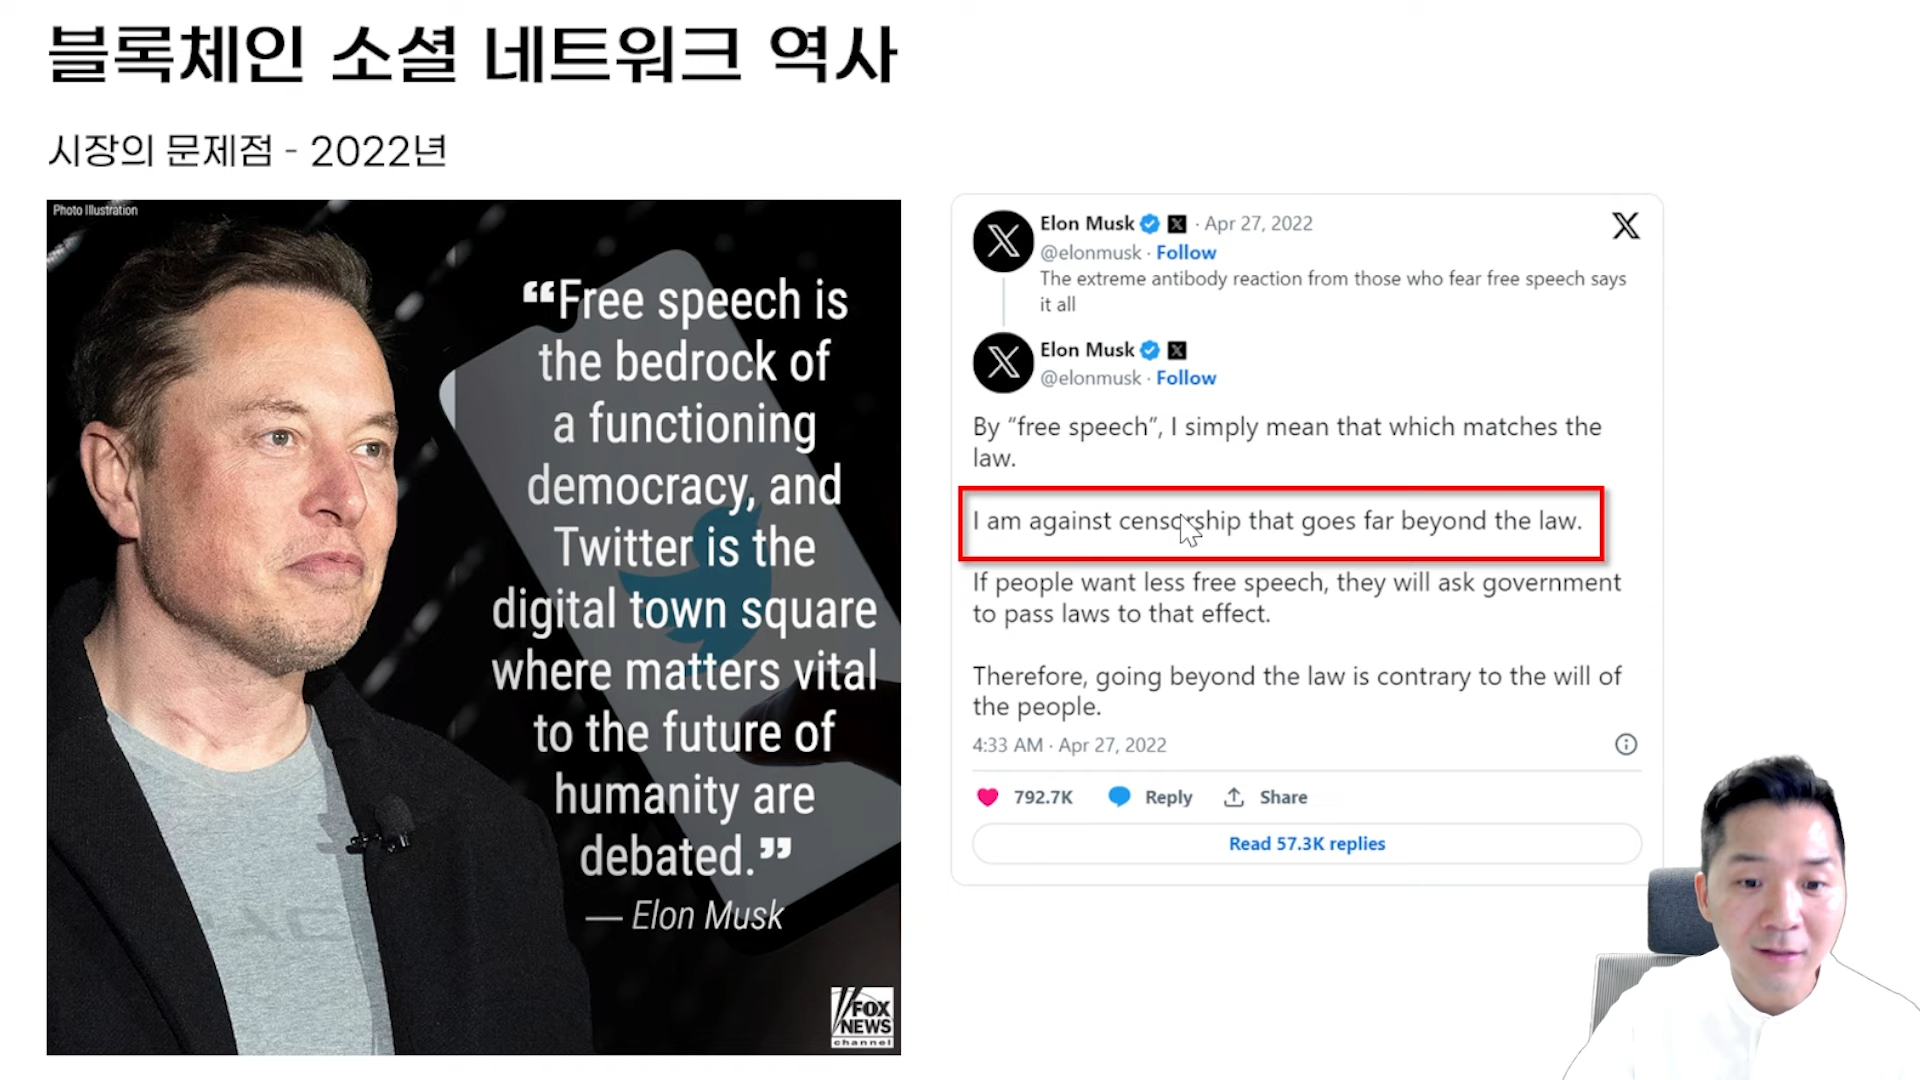 블록체인 소셜 네트워크 역사
시장의 문제점 - 2022년
Photo Illustration
“Free speech is
the bedrock of
a functioning
democracy, and
Twitter is the
digital town square
where matters vital
to the future of
humanity are
debated.”
— Elon Musk
FOX
NEWS
channel
Elon Musk · Apr 27, 2022
@elonmusk · Follow
The extreme antibody reaction from those who fear free speech says
it all
Elon Musk
@elonmusk · Follow
By “free speech”, I simply mean that which matches the
law.
I am against censorship that goes far beyond the law.
If people want less free speech, they will ask government
to pass laws to that effect.
Therefore, going beyond the law is contrary to the will of
the people.
4:33 AM · Apr 27, 2022
792.7K Reply Share
Read 57.3K replies